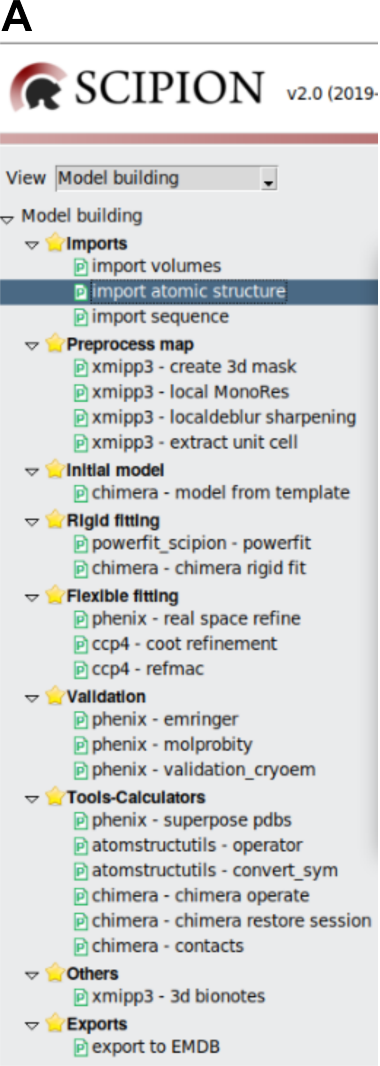 A
SCIPION v2.0 (2019-
View Model building
Model building
Imports
import volumes
import atomic structure
import sequence
Preprocess map
xmipp3 - create 3d mask
xmipp3 - local MonoRes
xmipp3 - localdeblur sharpening
xmipp3 - extract unit cell
Initial model
chimera - model from template
Rigid fitting
powerfit_scipion - powerfit
chimera - chimera rigid fit
Flexible fitting
phenix - real space refine
ccp4 - coot refinement
ccp4 - refmac
Validation
phenix - emringer
phenix - molprobity
phenix - validation_cryoem
Tools-Calculators
phenix - superpose pdbs
atomstructutils - operator
atomstructutils - convert_sym
chimera - chimera operate
chimera - chimera restore session
chimera - contacts
Others
xmipp3 - 3d bionotes
Exports
export to EMDB